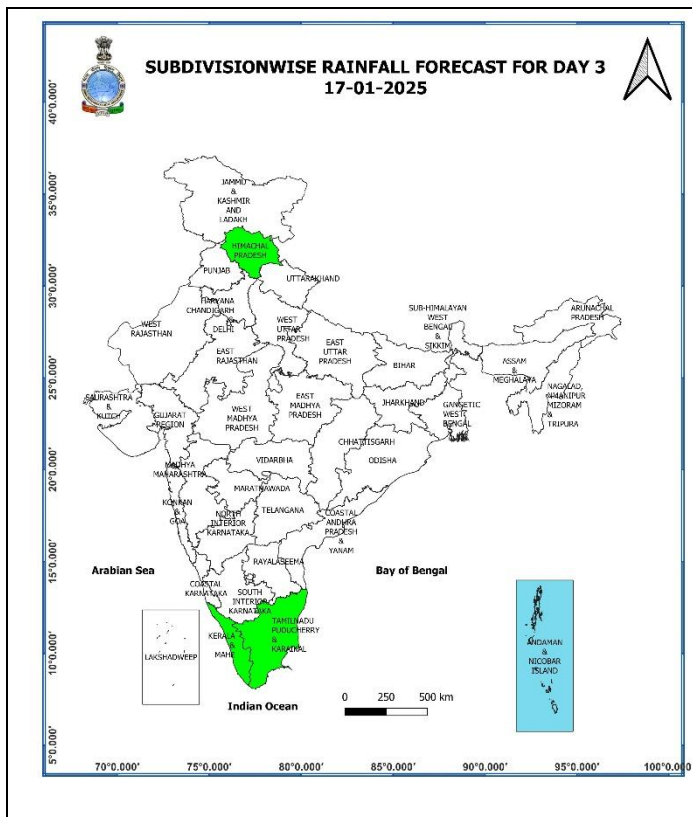 SUBDIVISIONWISE RAINFALL FORECAST FOR DAY 3
17-01-2025
40°0.000'
35°0.000'
30°0.000'
25°0.000'
20°0.000'
15°0.000'
10°0.000'
5°0.000'
JAMMU
&
KASHMIR
AND
LADAKH
HIMACHAL
PRADESH
PUNJAB
UTTARAKHAND
HARYANA
CHANDIGARH
&
DELHI
WEST
RAJASTHAN
WEST
UTTAR
PRADESH
EAST
RAJASTHAN
EAST
UTTAR
PRADESH
SUB-HIMALAYAN
WEST
BENGAL
&
SIKKIM
ARUNACHAL
PRADESH
BIHAR
ASSAM
&
MEGHALAYA
NAGALAD,
MANIPUR
MIZORAM
&
TRIPURA
SAURASHTRA
&
KUTCH
GUJARAT
REGION
WEST
MADHYA
PRADESH
EAST
MADHYA
PRADESH
JHARKHAND
GANGETIC
WEST
BENGAL
CHHATTISGARH
ODISHA
VIDARBHA
MADHYA
MAHARASHTRA
MARATHAWADA
KONKAN
&
GOA
NORTH
INTERIOR
KARNATAKA
TELANGANA
COASTAL
ANDHRA
PRADESH
&
YANAM
RAYALASEEMA
Arabian Sea
Bay of Bengal
COASTAL
KARNATAKA
SOUTH
INTERIOR
KARNATAKA
TAMILNADU
PUDUCHERRY
&
KARAIKAL
KERALA
&
MAHE
LAKSHADWEEP
ANDAMAN
&
NICOBAR
ISLAND
Indian Ocean
0 250 500 km
70°0.000' 75°0.000' 80°0.000' 85°0.000' 90°0.000' 95°0.000' 100°0.000'